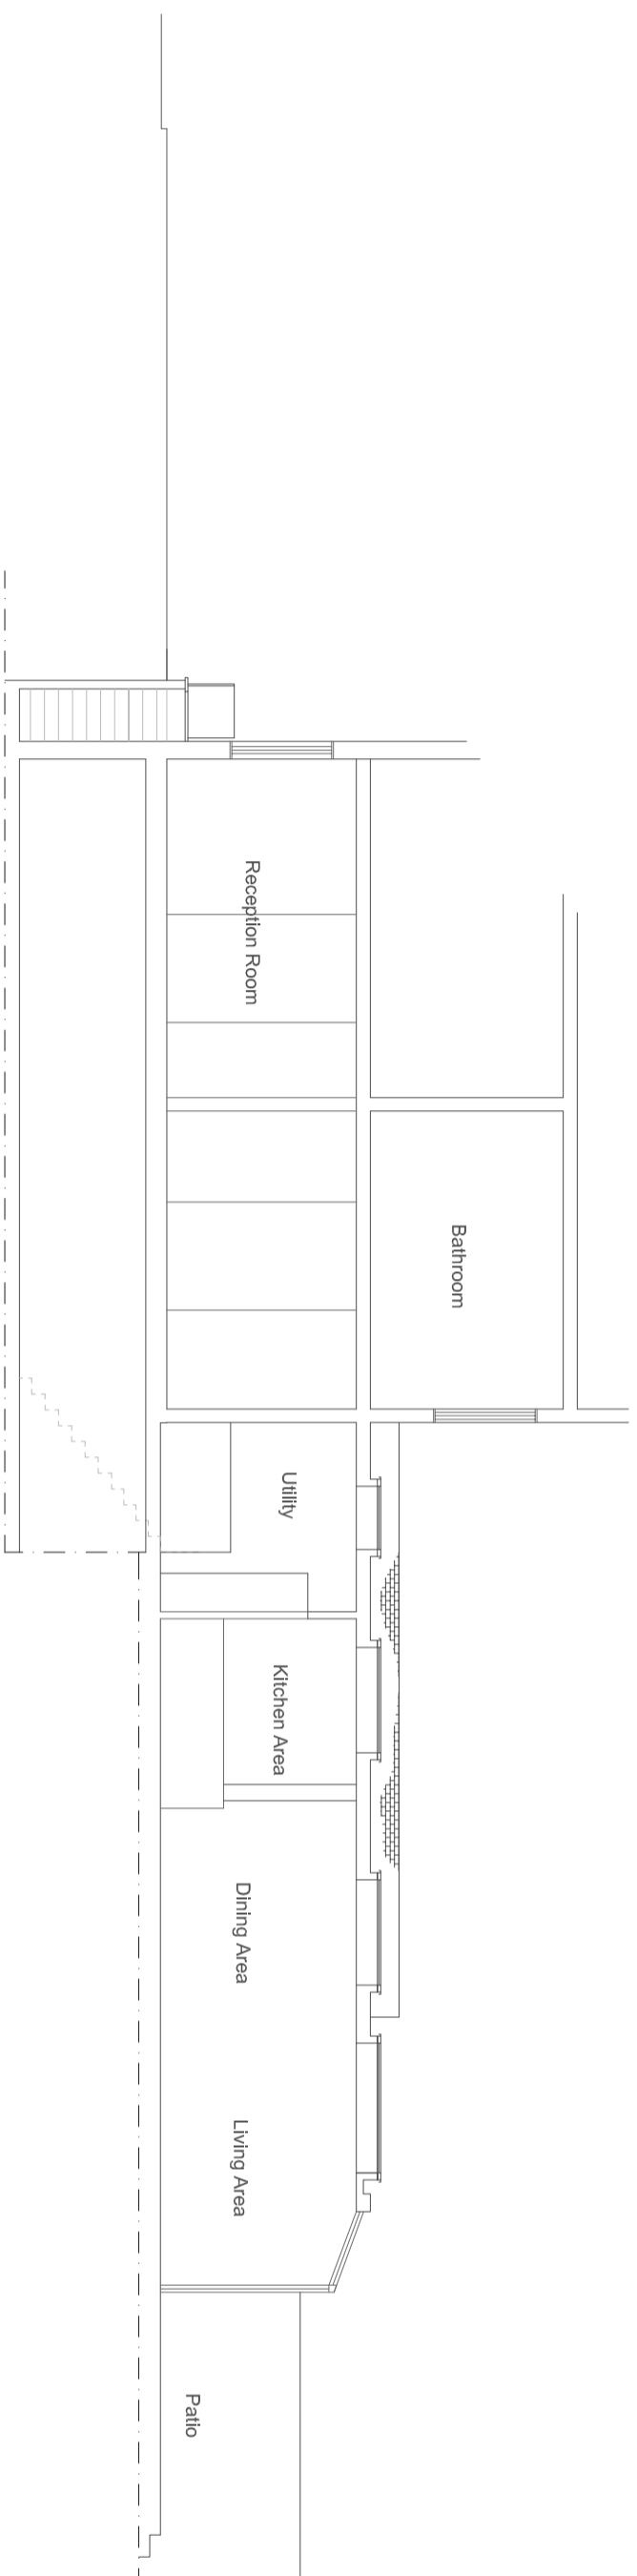 Reception Room
Bathroom
Utility
Kitchen Area
Dining Area
Living Area
Patio